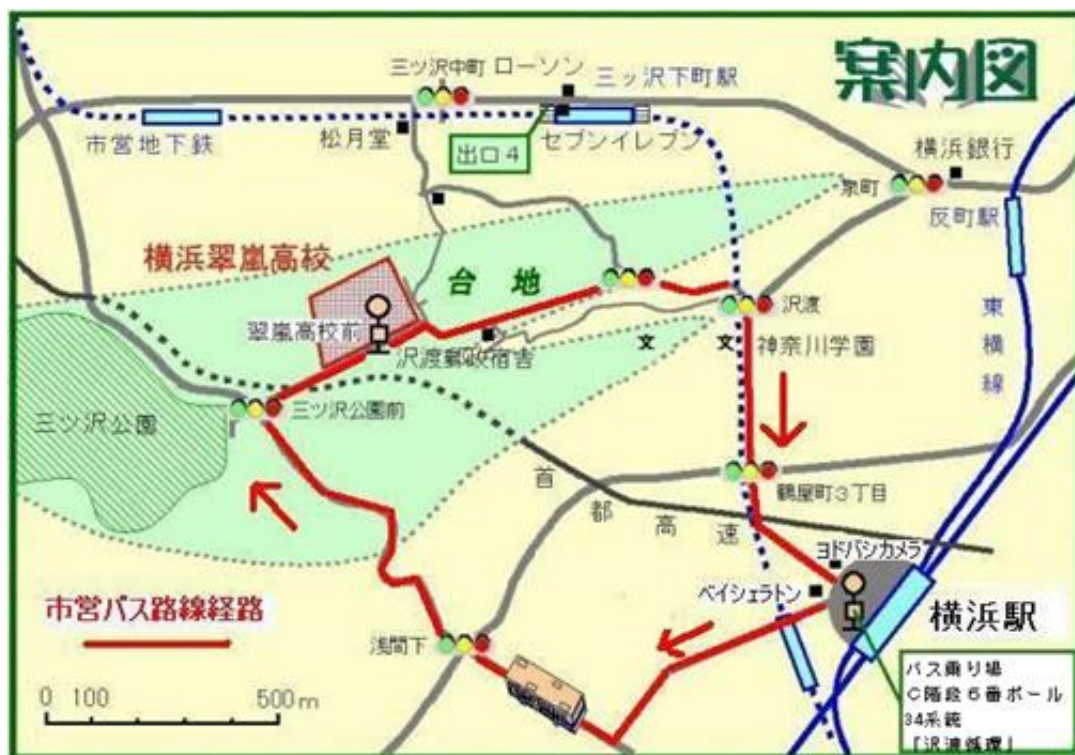 案内図
三ツ沢中町
ローソン
三ッ沢下町駅
市営地下鉄
松月堂
出口4
セブンイレブン
横浜銀行
泉町
反町駅
横浜翠嵐高校
台地
沢渡
翠嵐高校前
文
文
神奈川学園
東横線
三ツ沢公園
三ツ沢公園前
鶴屋町3丁目
首都高速
ヨドバシカメラ
ベイシェラトン
市営バス路線経路
横浜駅
浅間下
0 100 500m
バス乗り場
C階段6番ポール
34系統
「沢渡循環」